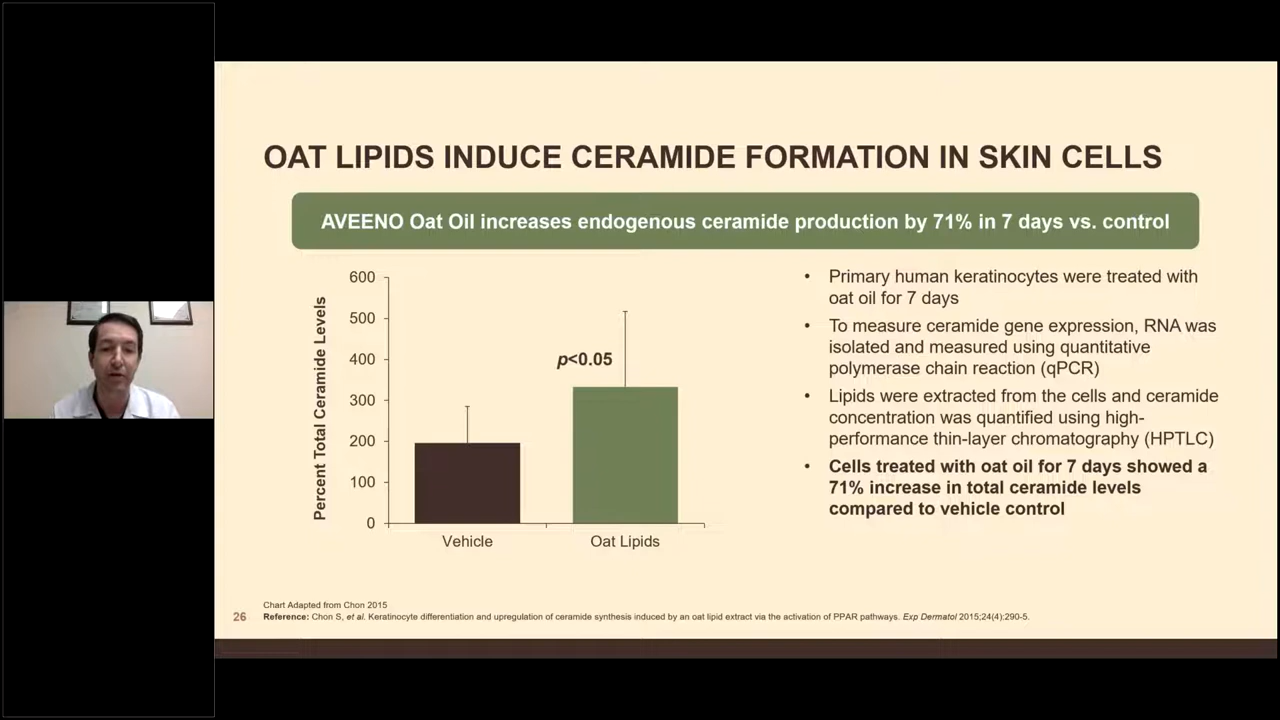 OAT LIPIDS INDUCE CERAMIDE FORMATION IN SKIN CELLS
AVEENO Oat Oil increases endogenous ceramide production by 71% in 7 days vs. control
Percent Total Ceramide Levels
600
500
400
300
200
100
0
p<0.05
Vehicle
Oat Lipids
• Primary human keratinocytes were treated with
oat oil for 7 days
• To measure ceramide gene expression, RNA was
isolated and measured using quantitative
polymerase chain reaction (qPCR)
• Lipids were extracted from the cells and ceramide
concentration was quantified using high-
performance thin-layer chromatography (HPTLC)
• Cells treated with oat oil for 7 days showed a
71% increase in total ceramide levels
compared to vehicle control
Chart Adapted from Chon 2015
26
Reference: Chon S, et al. Keratinocyte differentiation and upregulation of ceramide synthesis induced by an oat lipid extract via the activation of PPAR pathways. Exp Dermatol 2015;24(4):290-5.